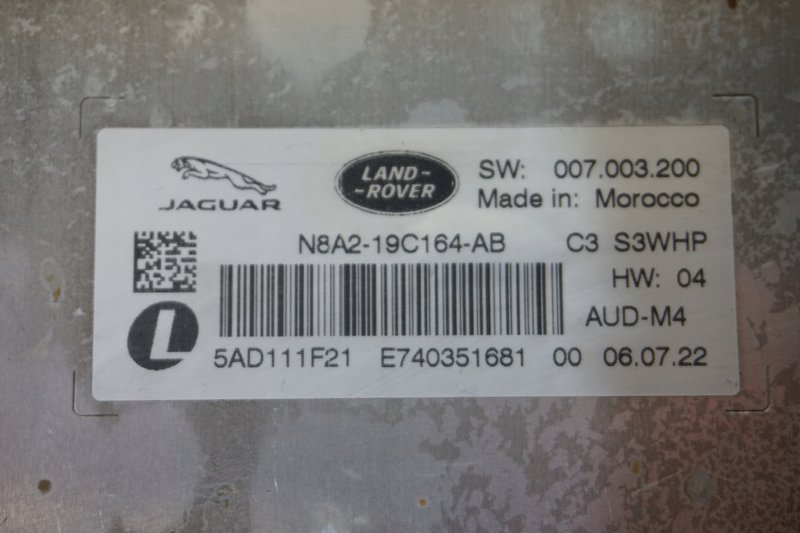 JAGUAR
LAND-
-ROVER
SW: 007.003.200
Made in: Morocco
N8A2-19C164-AB C3 S3WHP
HW: 04
AUD-M4
L
5AD111F21 E740351681 00 06.07.22